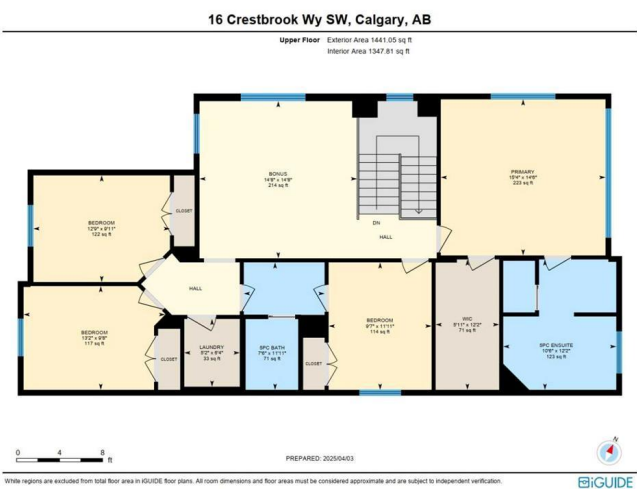 16 Crestbrook Wy SW, Calgary, AB
Upper Floor Exterior Area 1441.05 sq ft
Interior Area 1347.81 sq ft
BONUS
14'8" x 14'8"
214 sq ft
PRIMARY
15'4" x 14'6"
223 sq ft
DN
HALL
BEDROOM
12'9" x 9'11"
122 sq ft
CLOSET
HALL
BEDROOM
13'2" x 9'8"
117 sq ft
CLOSET
LAUNDRY
5'2" x 6'4"
33 sq ft
5PC BATH
7'6" x 11'11"
71 sq ft
CLOSET
BEDROOM
9'7" x 11'11"
114 sq ft
WIC
5'11" x 12'2"
71 sq ft
5PC ENSUITE
10'6" x 12'2"
123 sq ft
0 4 8 ft
PREPARED: 2025/04/03
N
White regions are excluded from total floor area in iGUIDE floor plans. All room dimensions and floor areas must be considered approximate and are subject to independent verification.
iGUIDE